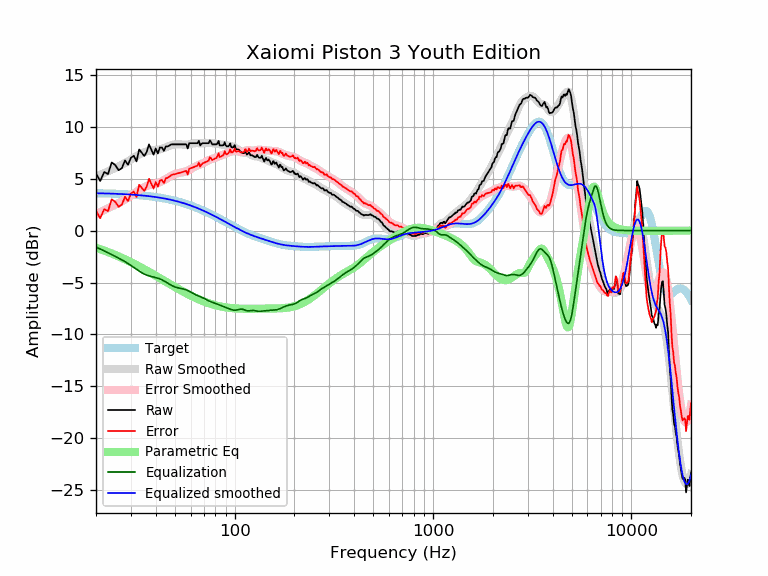 Xaiomi Piston 3 Youth Edition
15
10
5
0
−5
−10
−15
−20
−25
Amplitude (dBr)
Target
Raw Smoothed
Error Smoothed
Raw
Error
Parametric Eq
Equalization
Equalized smoothed
100 1000 10000
Frequency (Hz)